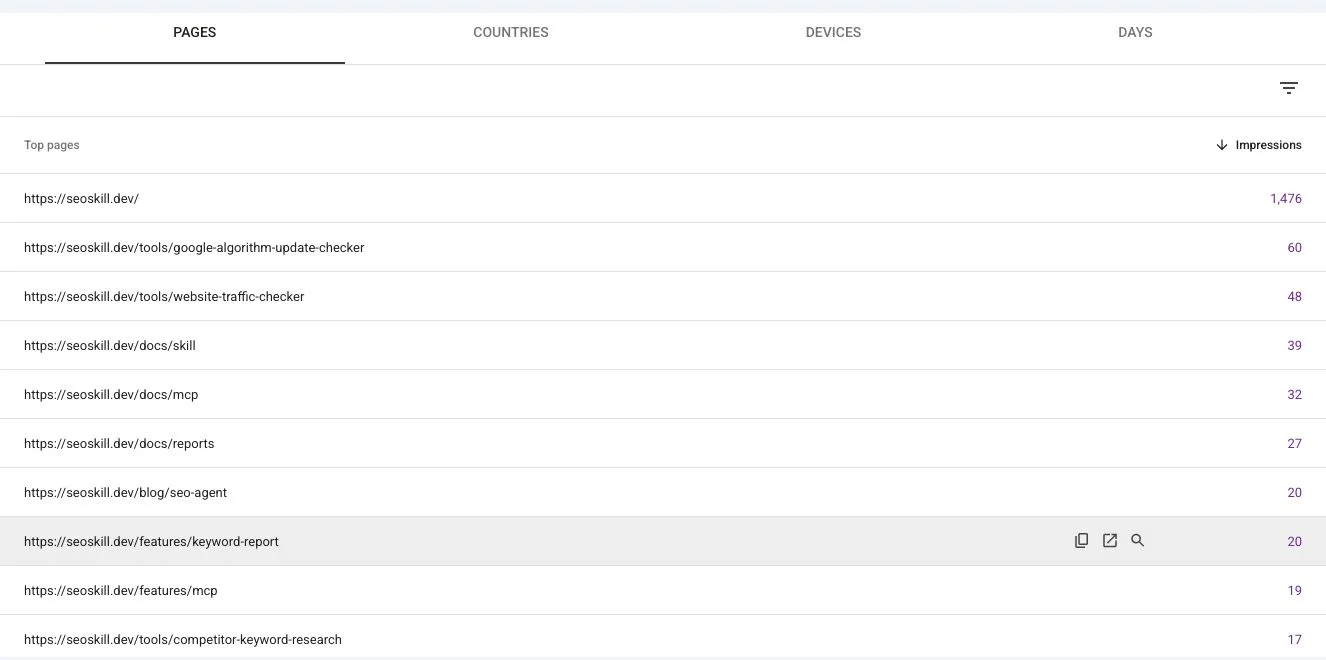 PAGES COUNTRIES DEVICES DAYS
Top pages Impressions
https://seoskill.dev/ 1,476
https://seoskill.dev/tools/google-algorithm-update-checker 60
https://seoskill.dev/tools/website-traffic-checker 48
https://seoskill.dev/docs/skill 39
https://seoskill.dev/docs/mcp 32
https://seoskill.dev/docs/reports 27
https://seoskill.dev/blog/seo-agent 20
https://seoskill.dev/features/keyword-report 20
https://seoskill.dev/features/mcp 19
https://seoskill.dev/tools/competitor-keyword-research 17